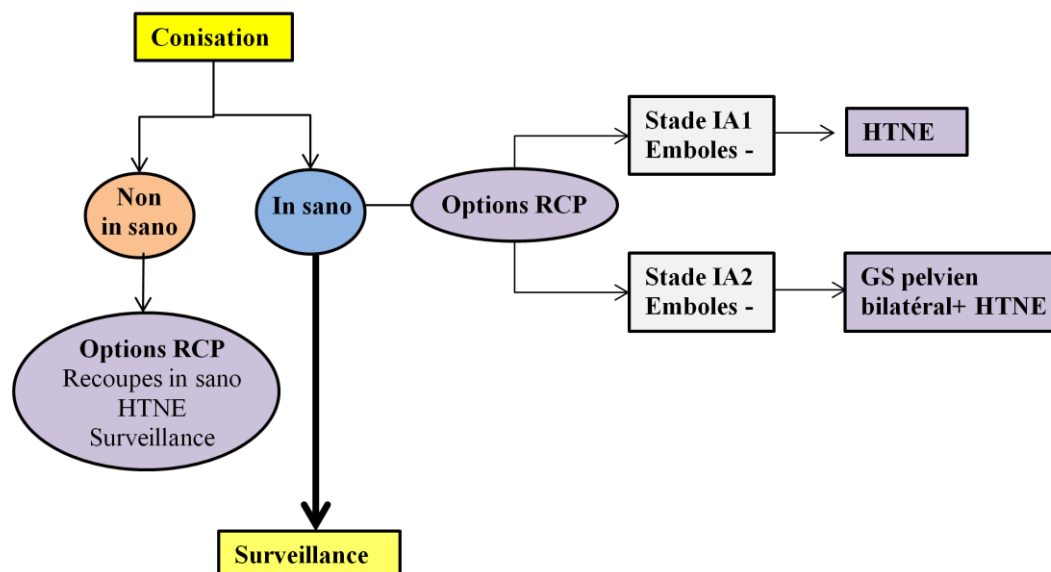 Conisation
Non
in sano
In sano
Options RCP
Stade IA1
Emboles -
HTNE
Stade IA2
Emboles -
GS pelvien
bilatéral+ HTNE
Options RCP
Recoupes in sano
HTNE
Surveillance
Surveillance